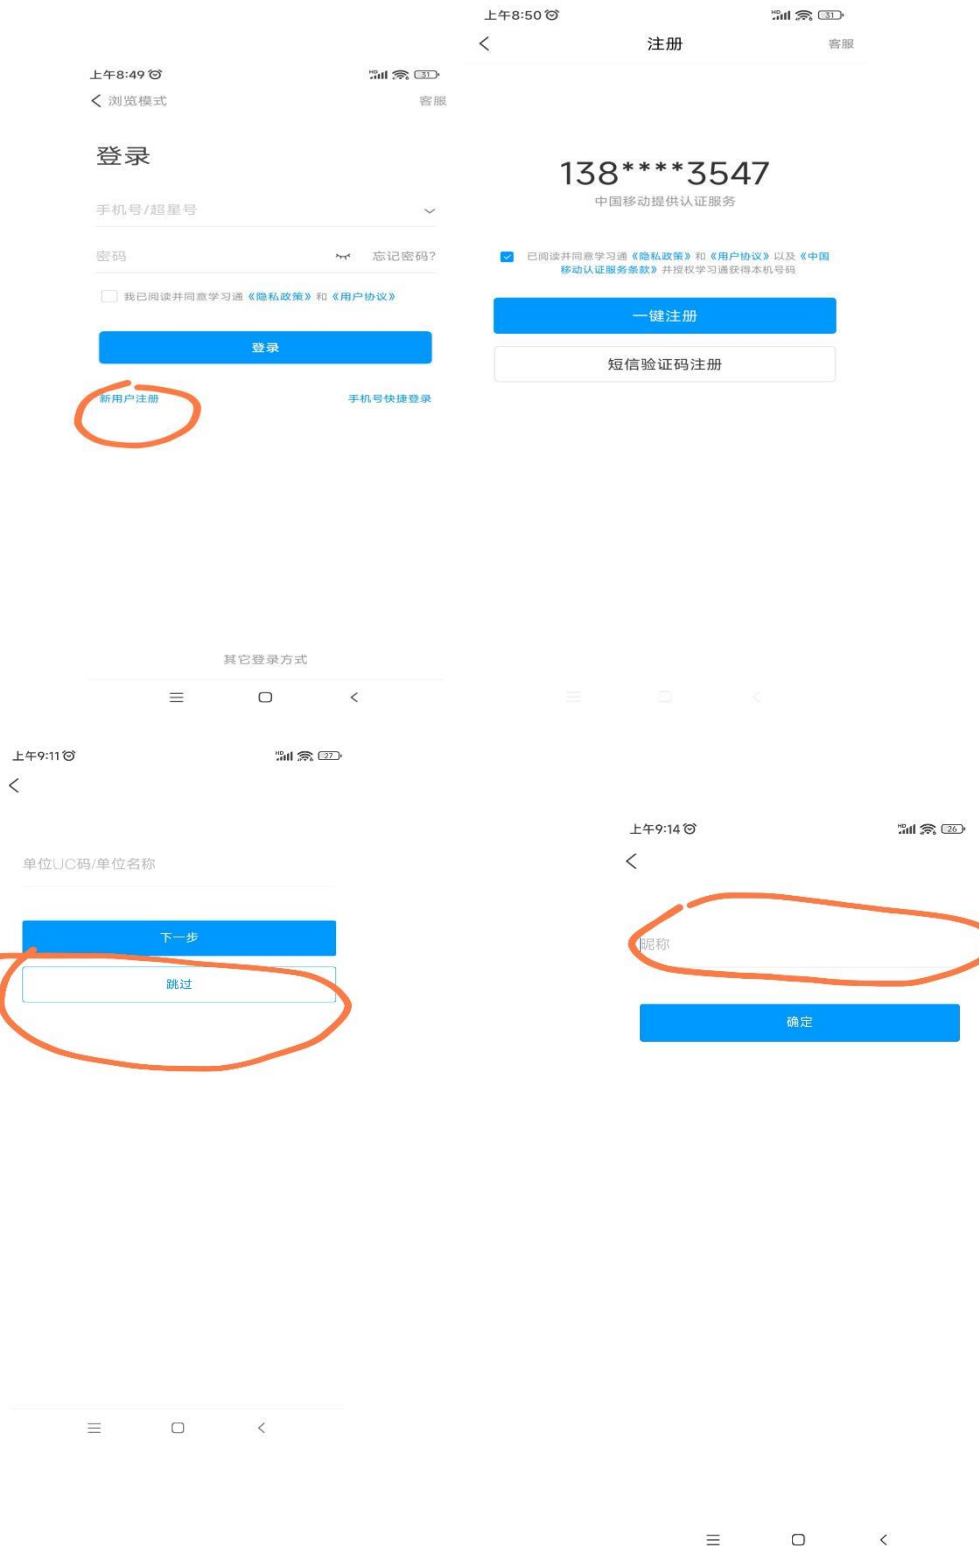 上午8:49
HD
31
浏览模式
客服
登录
手机号/超星号
密码
忘记密码?
我已阅读并同意学习通《隐私政策》和《用户协议》
登录
新用户注册
手机号快捷登录
其它登录方式
上午8:50
HD
31
注册
客服
138****3547
中国移动提供认证服务
已阅读并同意学习通《隐私政策》和《用户协议》以及《中国
移动认证服务条款》并授权学习通获得本机号码
一键注册
短信验证码注册
上午9:11
HD
27
单位UC码/单位名称
下一步
跳过
上午9:14
HD
26
昵称
确定